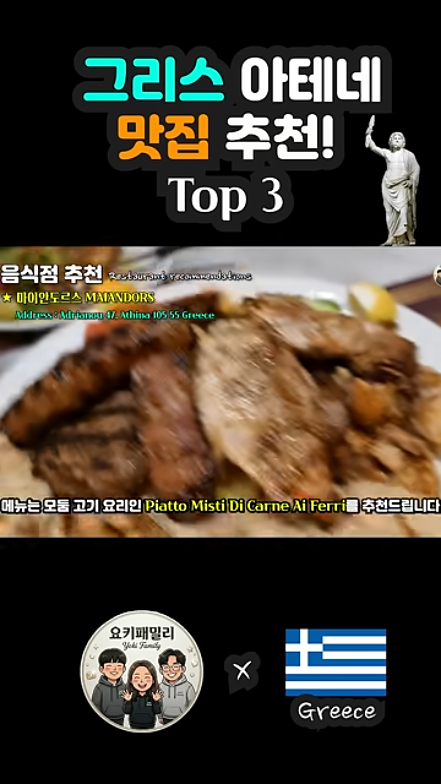 그리스 아테네
맛집 추천!
Top 3
음식점 추천 Restaurant recommendations
★ 마이안도르스 MAIANDORS
Address : Adrianou 47, Athina 105 55 Greece
메뉴는 모둠 고기 요리인 Piatto Misti Di Carne Ai Ferri를 추천드립니다
요키패밀리
Yoki Family
X
Greece